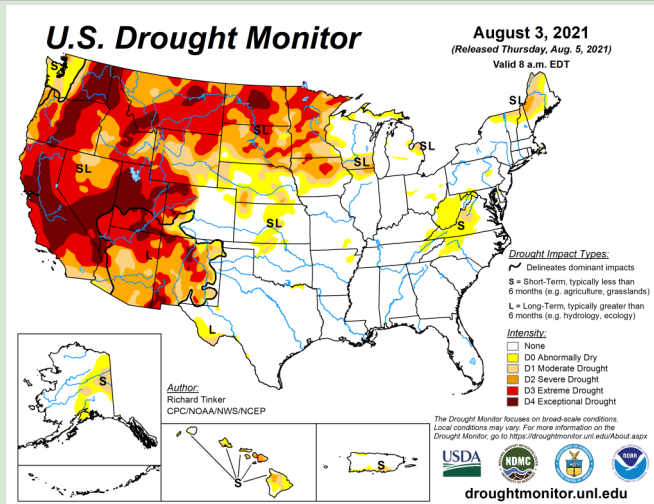 U.S. Drought Monitor
August 3, 2021
(Released Thursday, Aug. 5, 2021)
Valid 8 a.m. EDT
S
SL
SL
SL
SL
SL
SL
S
L
L
Drought Impact Types:
Delineates dominant impacts
S = Short-Term, typically less than
6 months (e.g. agriculture, grasslands)
L = Long-Term, typically greater than
6 months (e.g. hydrology, ecology)
Intensity:
None
D0 Abnormally Dry
D1 Moderate Drought
D2 Severe Drought
D3 Extreme Drought
D4 Exceptional Drought
S
Author:
Richard Tinker
CPC/NOAA/NWS/NCEP
S
S
The Drought Monitor focuses on broad-scale conditions.
Local conditions may vary. For more information on the
Drought Monitor, go to https://droughtmonitor.unl.edu/About.aspx
USDA
NDMC
NOAA
droughtmonitor.unl.edu